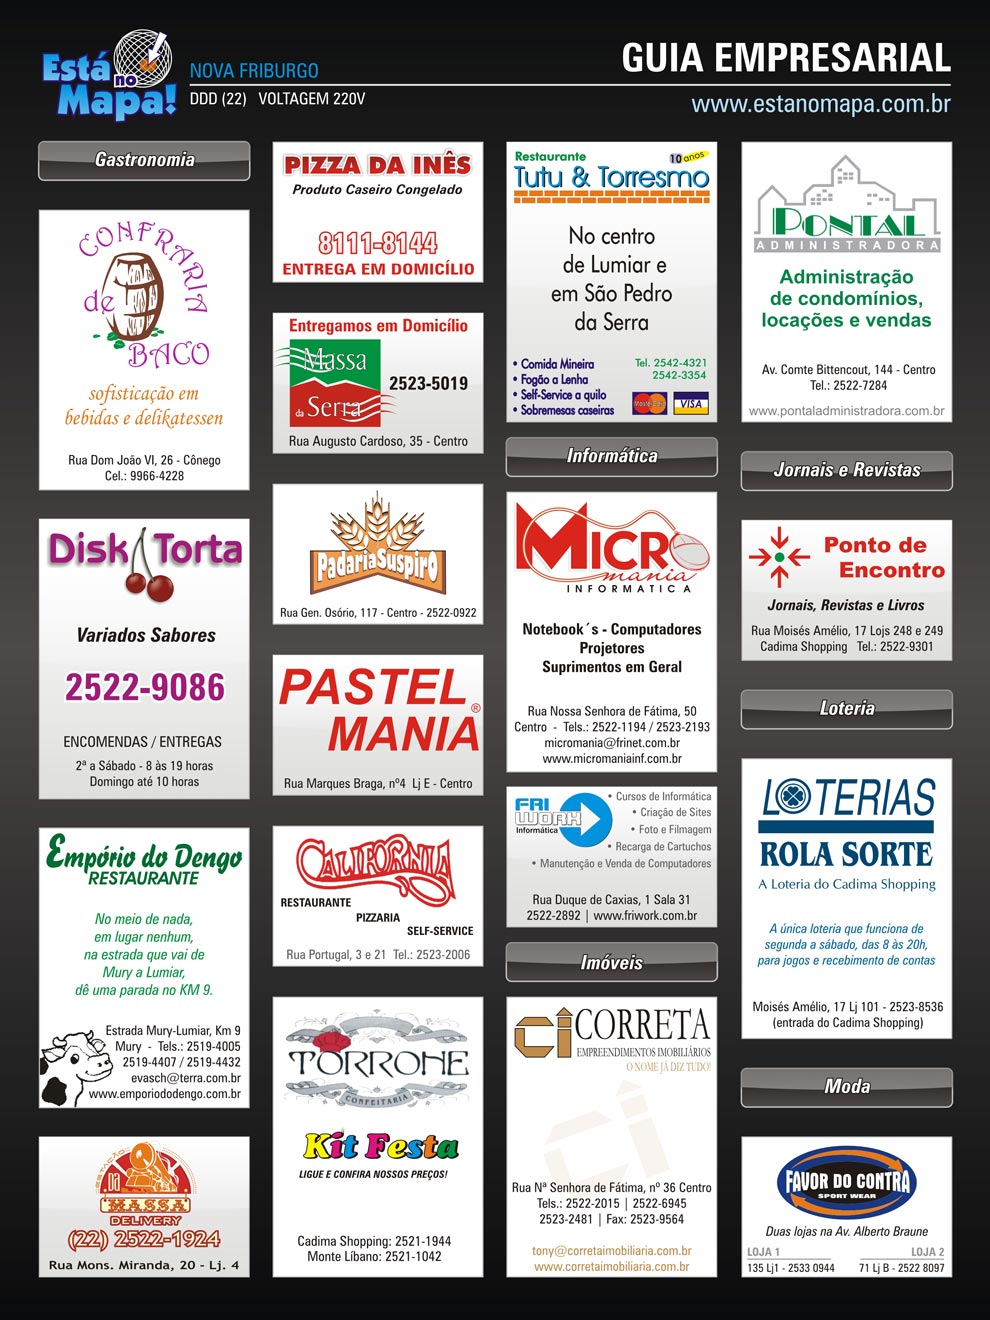 Está no Mapa!
NOVA FRIBURGO
DDD (22) VOLTAGEM 220V
GUIA EMPRESARIAL
www.estanomapa.com.br
Gastronomia
CONFRARIA
de
BACO
sofisticação em
bebidas e delikatessen
Rua Dom João VI, 26 - Cônego
Cel.: 9966-4228
Disk Torta
Variados Sabores
2522-9086
ENCOMENDAS / ENTREGAS
2ª a Sábado - 8 às 19 horas
Domingo até 10 horas
Empório do Dengo
RESTAURANTE
No meio de nada,
em lugar nenhum,
na estrada que vai de
Mury a Lumiar,
dê uma parada no KM 9.
Estrada Mury-Lumiar, Km 9
Mury - Tels.: 2519-4005
2519-4407 / 2519-4432
evasch@terra.com.br
www.emporiododengo.com.br
ESTAÇÃO
DA
MASSA
DELIVERY
(22) 2522-1924
Rua Mons. Miranda, 20 - Lj. 4
PIZZA DA INÊS
Produto Caseiro Congelado
8111-8144
ENTREGA EM DOMICÍLIO
Entregamos em Domicílio
Massa
da Serra
2523-5019
Rua Augusto Cardoso, 35 - Centro
Padaria Suspiro
Rua Gen. Osório, 117 - Centro - 2522-0922
PASTEL
MANIA®
Rua Marques Braga, nº4 Lj E - Centro
CALIFORNIA
RESTAURANTE
PIZZARIA
SELF-SERVICE
Rua Portugal, 3 e 21 Tel.: 2523-2006
TORRONE
CONFEITARIA
Kit Festa
LIGUE E CONFIRA NOSSOS PREÇOS!
Cadima Shopping: 2521-1944
Monte Líbano: 2521-1042
Restaurante
10 anos
Tutu & Torresmo
No centro
de Lumiar e
em São Pedro
da Serra
• Comida Mineira
• Fogão a Lenha
• Self-Service a quilo
• Sobremesas caseiras
Tel. 2542-4321
2542-3354
MasterCard
VISA
Informática
MICRO
mania
INFORMATICA
Notebook´s - Computadores
Projetores
Suprimentos em Geral
Rua Nossa Senhora de Fátima, 50
Centro - Tels.: 2522-1194 / 2523-2193
micromania@frinet.com.br
www.micromaniainf.com.br
FRI
WORK
Informática
• Cursos de Informática
• Criação de Sites
• Foto e Filmagem
• Recarga de Cartuchos
• Manutenção e Venda de Computadores
Rua Duque de Caxias, 1 Sala 31
2522-2892 | www.friwork.com.br
Imóveis
CI CORRETA
EMPREENDIMENTOS IMOBILIÁRIOS
O NOME JÁ DIZ TUDO!
Rua Nª Senhora de Fátima, nº 36 Centro
Tels.: 2522-2015 | 2522-6945
2523-2481 | Fax: 2523-9564
tony@corretaimobiliaria.com.br
www.corretaimobiliaria.com.br
PONTAL
ADMINISTRADORA
Administração
de condomínios,
locações e vendas
Av. Comte Bittencout, 144 - Centro
Tel.: 2522-7284
www.pontaladministradora.com.br
Jornais e Revistas
Ponto de
Encontro
Jornais, Revistas e Livros
Rua Moisés Amélio, 17 Lojs 248 e 249
Cadima Shopping Tel.: 2522-9301
Loteria
LOTERIAS
ROLA SORTE
A Loteria do Cadima Shopping
A única loteria que funciona de
segunda a sábado, das 8 às 20h,
para jogos e recebimento de contas
Moisés Amélio, 17 Lj 101 - 2523-8536
(entrada do Cadima Shopping)
Moda
FAVOR DO CONTRA
SPORT WEAR
Duas lojas na Av. Alberto Braune
LOJA 1 LOJA 2
135 Lj1 - 2533 0944 71 Lj B - 2522 8097